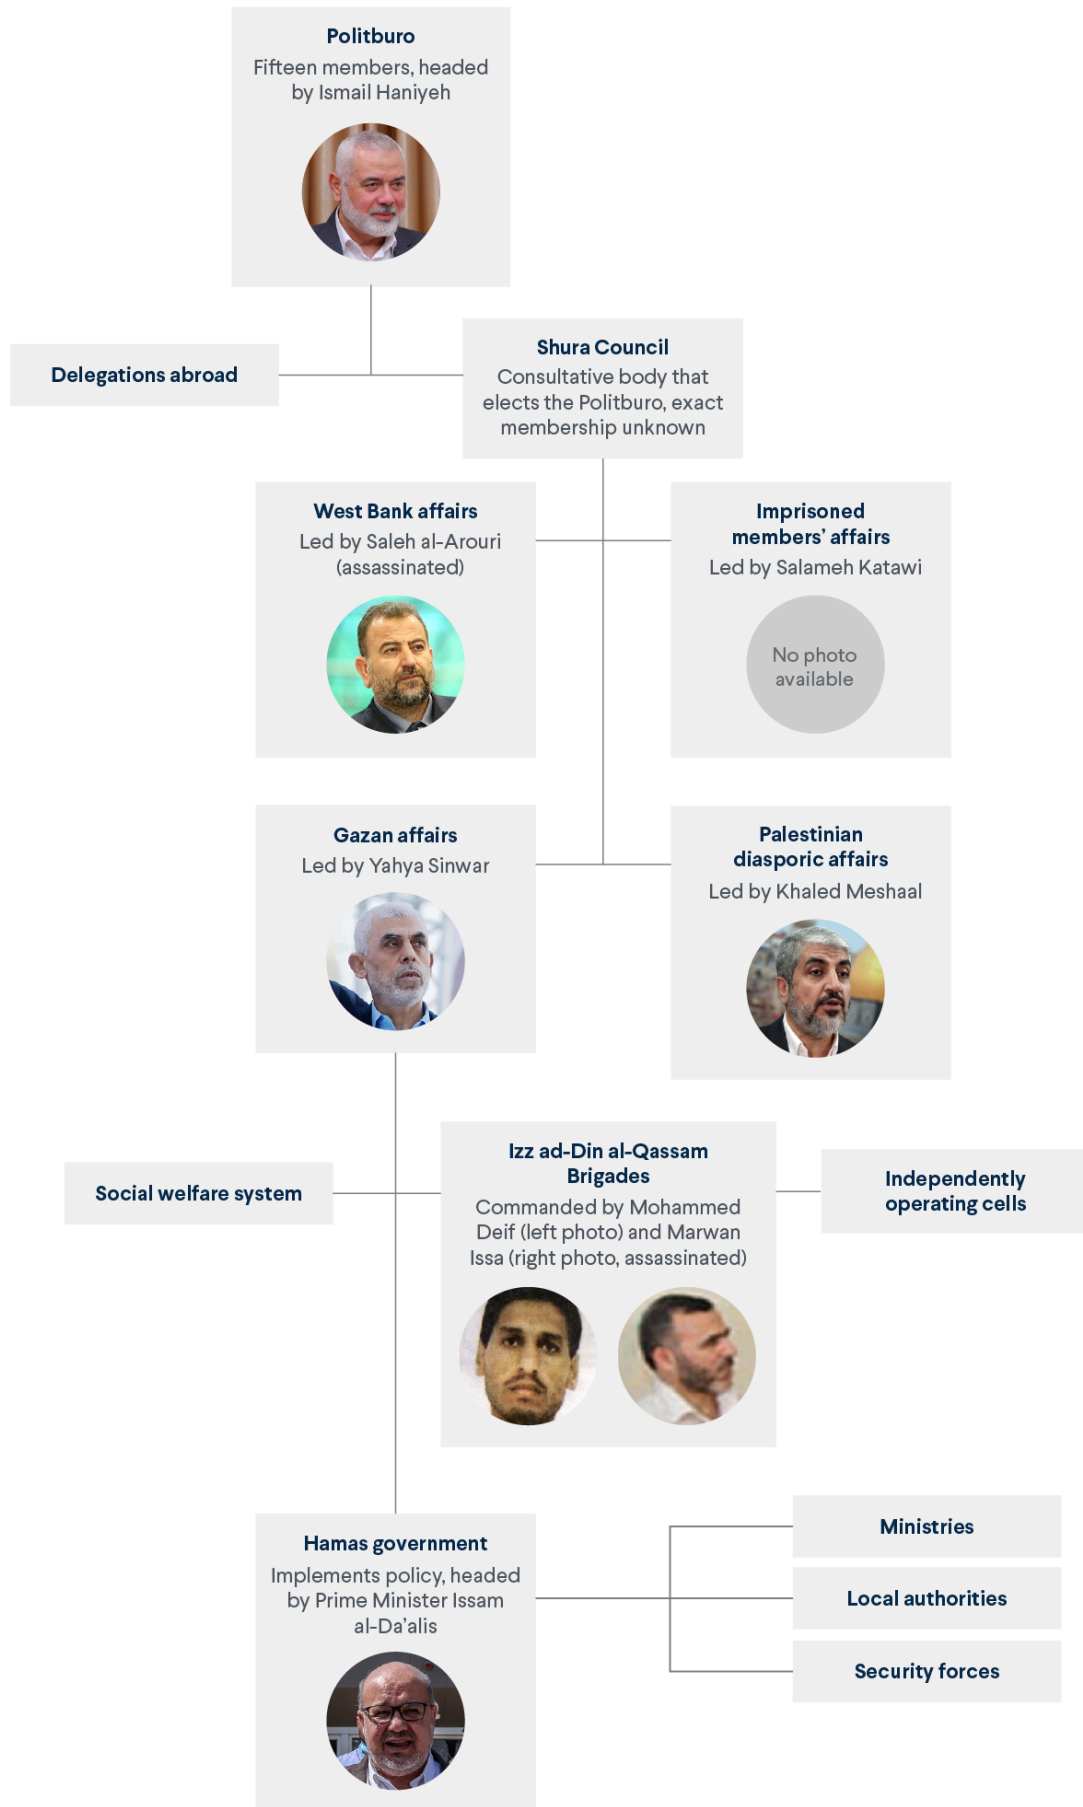 Politburo
Fifteen members, headed
by Ismail Haniyeh
Delegations abroad
Shura Council
Consultative body that
elects the Politburo, exact
membership unknown
West Bank affairs
Led by Saleh al-Arouri
(assassinated)
Imprisoned
members’ affairs
Led by Salameh Katawi
No photo
available
Gazan affairs
Led by Yahya Sinwar
Palestinian
diasporic affairs
Led by Khaled Meshaal
Social welfare system
Izz ad-Din al-Qassam
Brigades
Commanded by Mohammed
Deif (left photo) and Marwan
Issa (right photo, assassinated)
Independently
operating cells
Hamas government
Implements policy, headed
by Prime Minister Issam
al-Da’alis
Ministries
Local authorities
Security forces